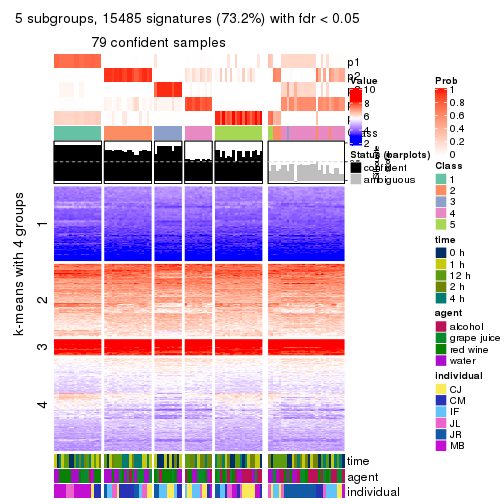 5 subgroups, 15485 signatures (73.2%) with fdr < 0.05
79 confident samples
p1
p2
Value
10
8
6
4
2
Status (barplots)
confident
ambiguous
Prob
1
0.8
0.6
0.4
0.2
0
Class
1
2
3
4
5
time
0 h
1 h
12 h
2 h
4 h
agent
alcohol
grape juice
red wine
water
individual
CJ
CM
IF
JL
JR
MB
k-means with 4 groups
1
2
3
4
time
agent
individual